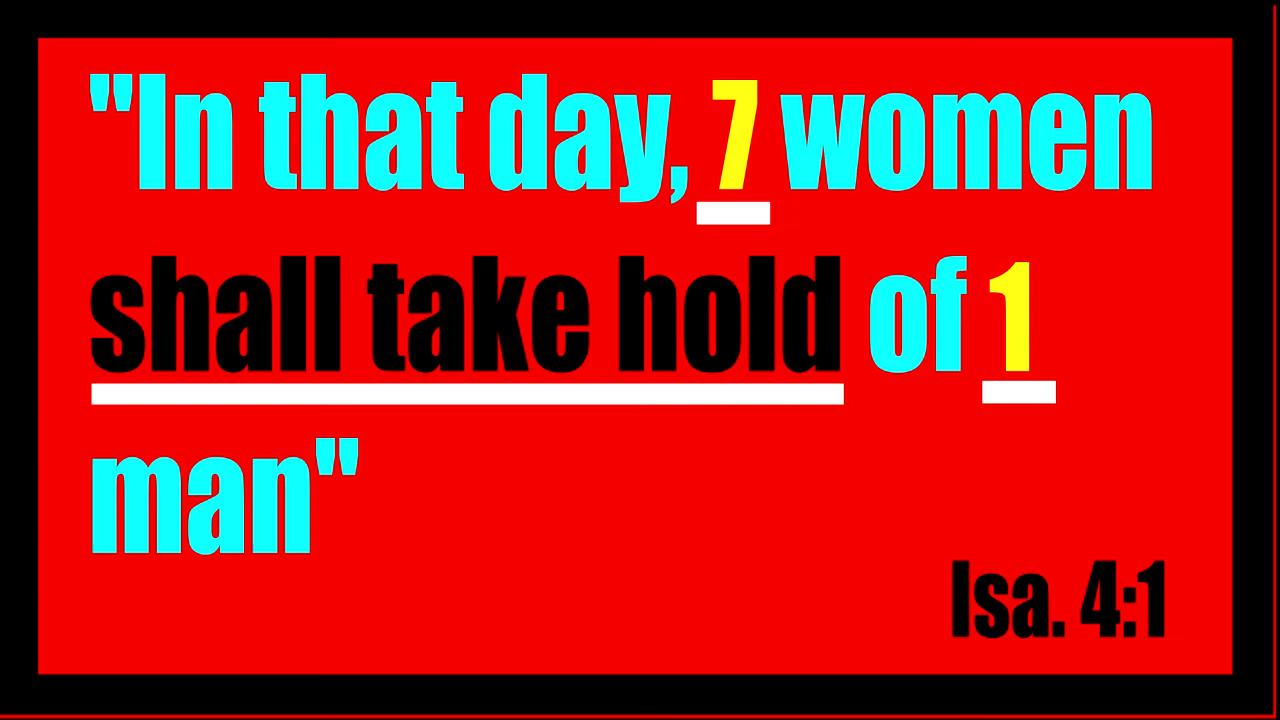 "In that day, 7 women
shall take hold of 1
man"
Isa. 4:1